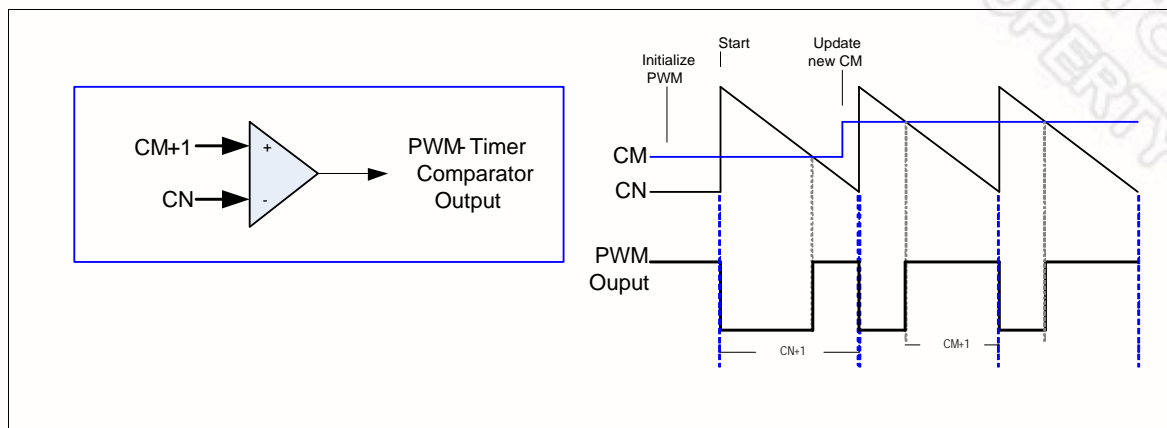 CM+1
+
CN
-
PWM- Timer
Comparator
Output
Initialize
PWM
Start
Update
new CM
CM
CN
PWM
Ouput
CN+1
CM+1